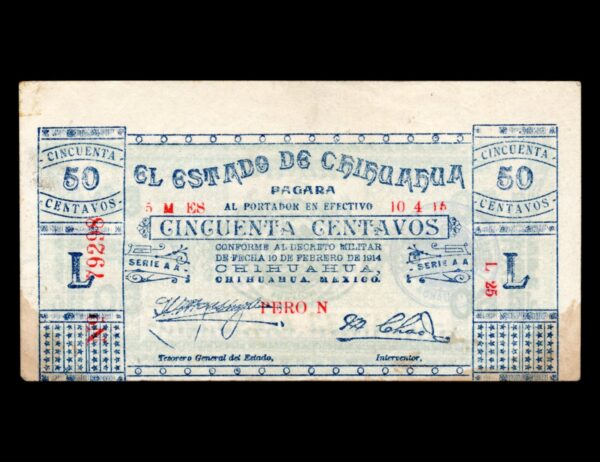 CINCUENTA
50
CENTAVOS
L
Nº 79298
EL ESTADO DE CHIHUAHUA
PAGARA
5 M ES AL PORTADOR EN EFECTIVO 10 4 15
CINCUENTA CENTAVOS
CONFORME AL DECRETO MILITAR
DE FECHA 10 DE FEBRERO DE 1914
SERIE A A CHIHUAHUA, SERIE A A
CHIHUAHUA. MEXICO.
PERO N
Tesorero General del Estado, Interventor.
CINCUENTA
50
CENTAVOS
L
L 25